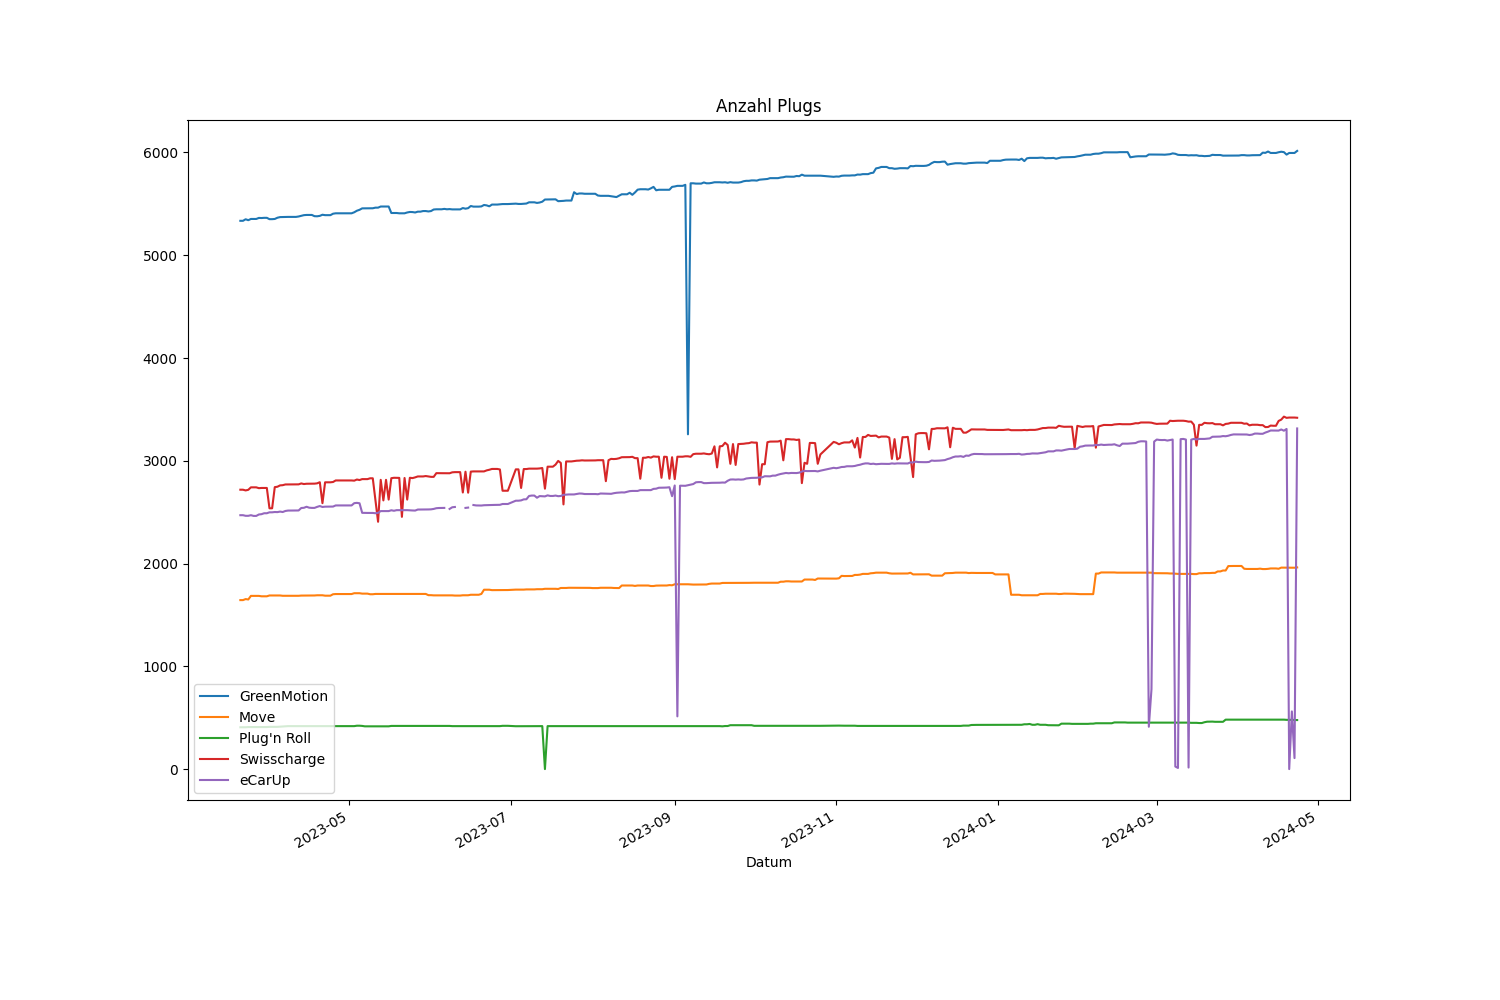 Anzahl Plugs
6000
5000
4000
3000
2000
1000
0
GreenMotion
Move
Plug'n Roll
Swisscharge
eCarUp
2023-05
2023-07
2023-09
2023-11
2024-01
2024-03
2024-05
Datum